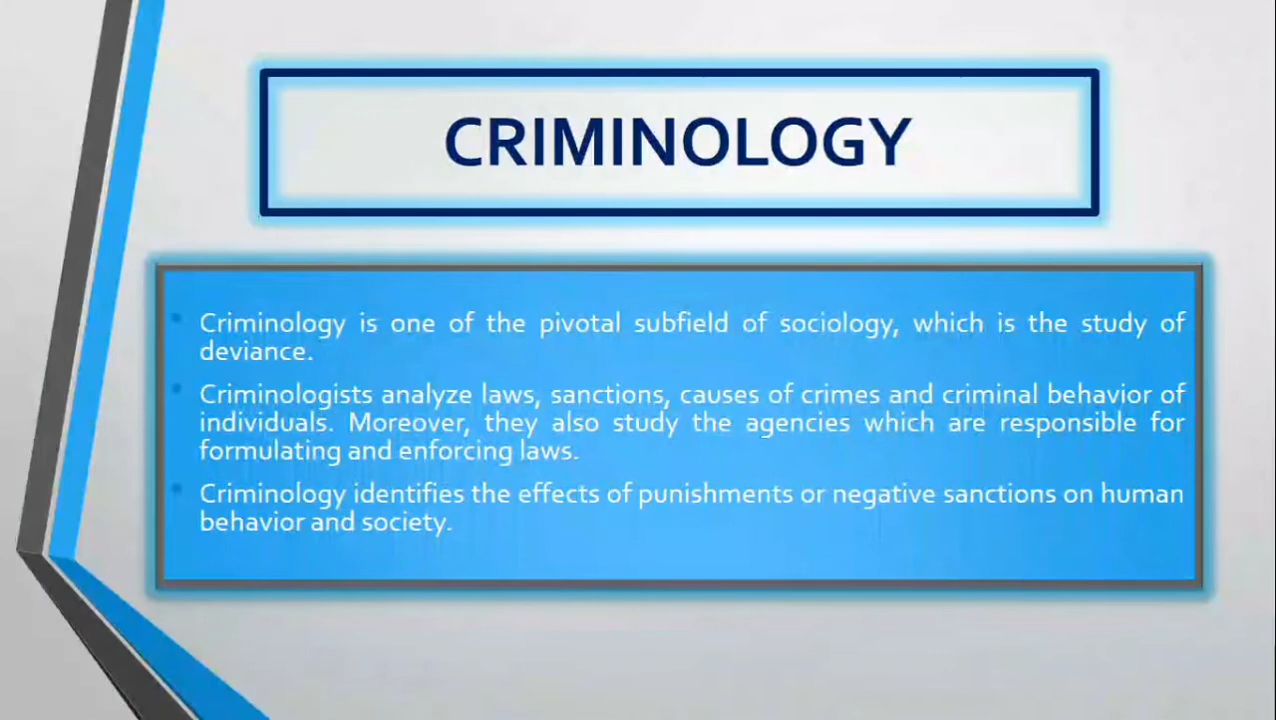 CRIMINOLOGY
Criminology is one of the pivotal subfield of sociology, which is the study of
deviance.
Criminologists analyze laws, sanctions, causes of crimes and criminal behavior of
individuals. Moreover, they also study the agencies which are responsible for
formulating and enforcing laws.
Criminology identifies the effects of punishments or negative sanctions on human
behavior and society.